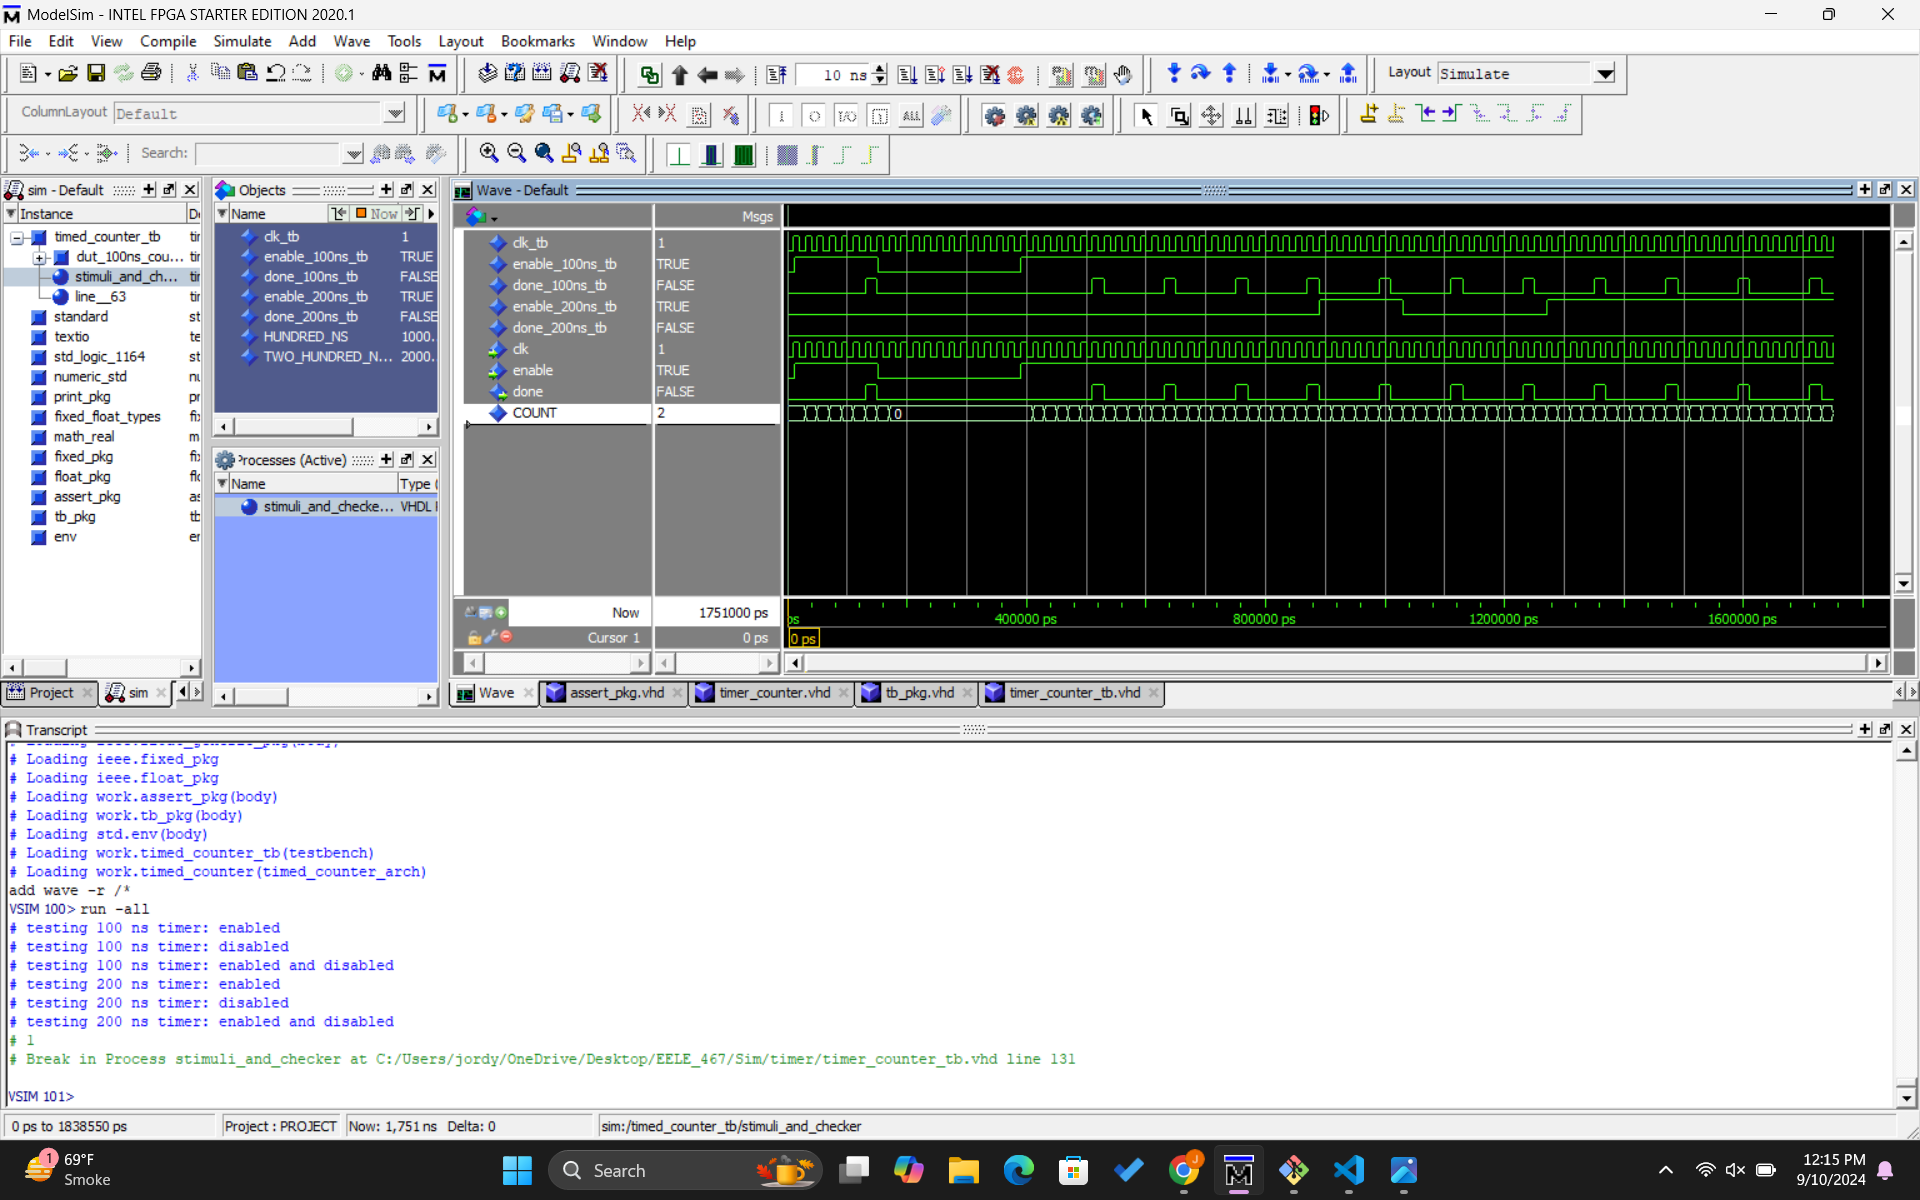 ModelSim - INTEL FPGA STARTER EDITION 2020.1
File Edit View Compile Simulate Add Wave Tools Layout Bookmarks Window Help
10 ns
Layout Simulate
ColumnLayout Default
Search:
sim - Default
Instance
timed_counter_tb
dut_100ns_cou...
stimuli_and_ch...
line__63
standard
textio
std_logic_1164
numeric_std
print_pkg
fixed_float_types
math_real
fixed_pkg
float_pkg
assert_pkg
tb_pkg
env
Objects
Name Now
clk_tb 1
enable_100ns_tb TRUE
done_100ns_tb FALSE
enable_200ns_tb TRUE
done_200ns_tb FALSE
HUNDRED_NS 1000.
TWO_HUNDRED_N... 2000.
Processes (Active)
Name Type (
stimuli_and_checke... VHDL
Wave - Default
Msgs
clk_tb 1
enable_100ns_tb TRUE
done_100ns_tb FALSE
enable_200ns_tb TRUE
done_200ns_tb FALSE
clk 1
enable TRUE
done FALSE
COUNT 2
0
Now 1751000 ps
Cursor 1 0 ps
ps 400000 ps 800000 ps 1200000 ps 1600000 ps
0 ps
Project sim
Wave assert_pkg.vhd timer_counter.vhd tb_pkg.vhd timer_counter_tb.vhd
Transcript
# Loading ieee.fixed_pkg
# Loading ieee.float_pkg
# Loading work.assert_pkg(body)
# Loading work.tb_pkg(body)
# Loading std.env(body)
# Loading work.timed_counter_tb(testbench)
# Loading work.timed_counter(timed_counter_arch)
add wave -r /*
VSIM 100> run -all
# testing 100 ns timer: enabled
# testing 100 ns timer: disabled
# testing 100 ns timer: enabled and disabled
# testing 200 ns timer: enabled
# testing 200 ns timer: disabled
# testing 200 ns timer: enabled and disabled
# 1
# Break in Process stimuli_and_checker at C:/Users/jordy/OneDrive/Desktop/EELE_467/Sim/timer/timer_counter_tb.vhd line 131
VSIM 101>
0 ps to 1838550 ps Project : PROJECT Now: 1,751 ns Delta: 0 sim:/timed_counter_tb/stimuli_and_checker
1
69°F
Smoke
Search
12:15 PM
9/10/2024